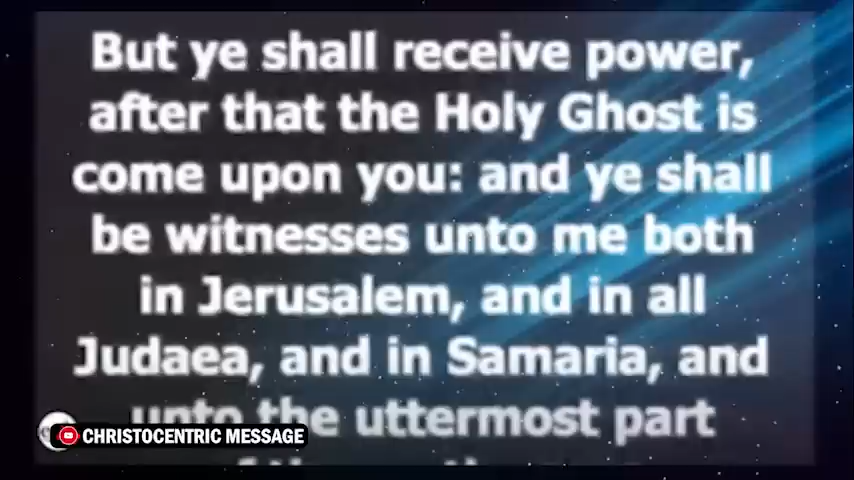 But ye shall receive power,
after that the Holy Ghost is
come upon you: and ye shall
be witnesses unto me both
in Jerusalem, and in all
Judaea, and in Samaria, and
unto the uttermost part
CHRISTOCENTRIC MESSAGE